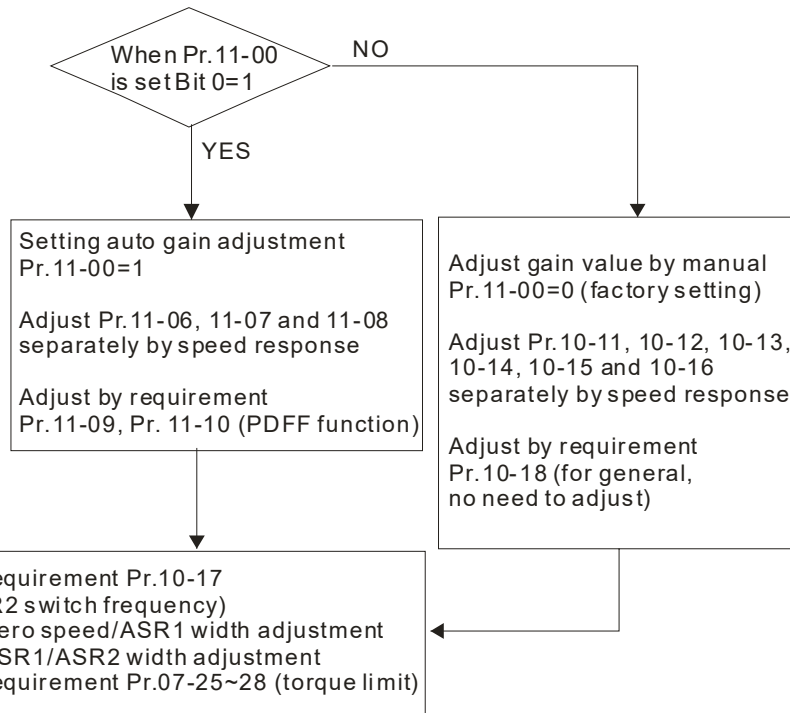 When Pr.11-00
is set Bit 0=1
NO
YES
Setting auto gain adjustment
Pr.11-00=1
Adjust Pr.11-06, 11-07 and 11-08
separately by speed response
Adjust by requirement
Pr.11-09, Pr. 11-10 (PDFF function)
Adjust gain value by manual
Pr.11-00=0 (factory setting)
Adjust Pr.10-11, 10-12, 10-13,
10-14, 10-15 and 10-16
separately by speed response
Adjust by requirement
Pr.10-18 (for general,
no need to adjust)
Pr.10-17
switch frequency)
speed/ASR1 width adjustment
ASR1/ASR2 width adjustment
Pr.07-25~28 (torque limit)